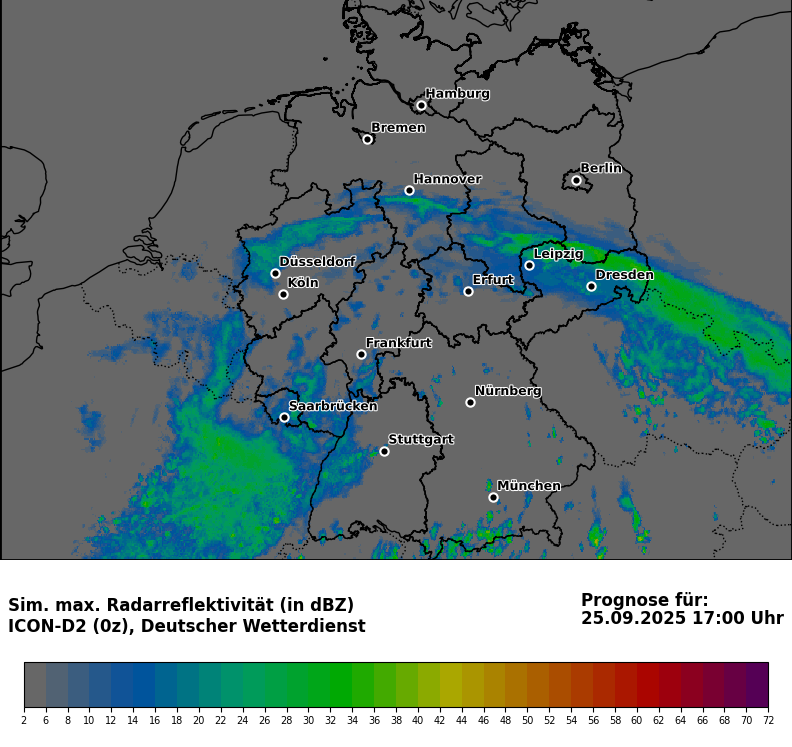 Hamburg
Bremen
Berlin
Hannover
Leipzig
Düsseldorf
Dresden
Köln
Erfurt
Frankfurt
Nürnberg
Saarbrücken
Stuttgart
München
Sim. max. Radarreflektivität (in dBZ)
ICON-D2 (0z), Deutscher Wetterdienst
Prognose für:
25.09.2025 17:00 Uhr
2 6 8 10 12 14 16 18 20 22 24 26 28 30 32 34 36 38 40 42 44 46 48 50 52 54 56 58 60 62 64 66 68 70 72